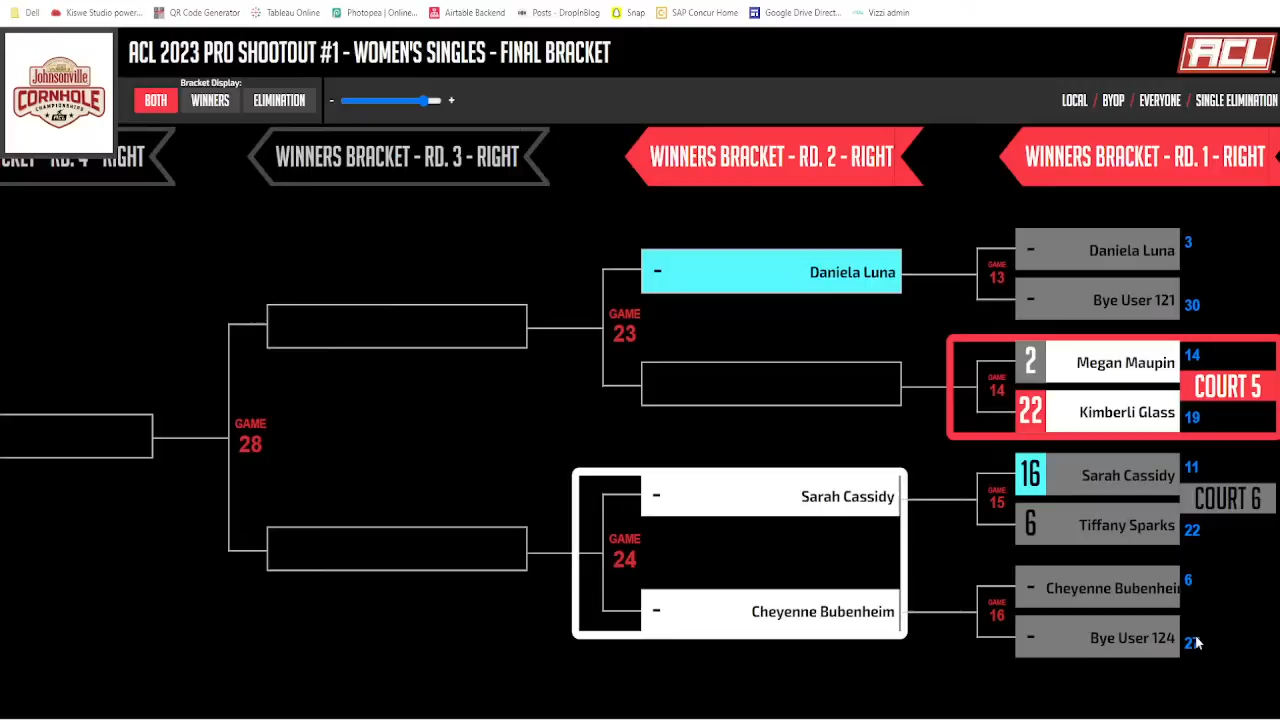 Dell
Kiswe Studio power...
QR Code Generator
Tableau Online
Photopea | Online...
Airtable Backend
Posts - DropInBlog
Snap
SAP Concur Home
Google Drive Direct...
Vizzi admin
Johnsonville
CORNHOLE
CHAMPIONSHIPS
ACL
ACL 2023 PRO SHOOTOUT #1 - WOMEN'S SINGLES - FINAL BRACKET
ACL
Bracket Display:
BOTH
WINNERS
ELIMINATION
- +
LOCAL / BYOP / EVERYONE / SINGLE ELIMINATION
RD. 4 - RIGHT
WINNERS BRACKET - RD. 3 - RIGHT
WINNERS BRACKET - RD. 2 - RIGHT
WINNERS BRACKET - RD. 1 - RIGHT
GAME
28
GAME
23
- Daniela Luna
GAME
24
- Sarah Cassidy
- Cheyenne Bubenheim
GAME
13
- Daniela Luna 3
- Bye User 121 30
GAME
14
2 Megan Maupin 14
22 Kimberli Glass 19
COURT 5
GAME
15
16 Sarah Cassidy 11
6 Tiffany Sparks 22
COURT 6
GAME
16
- Cheyenne Bubenhei 6
- Bye User 124